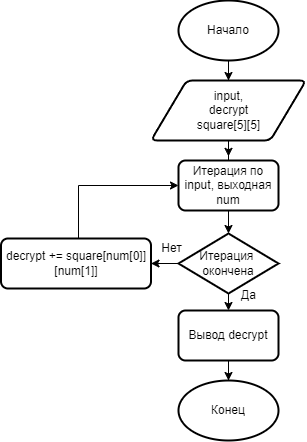 Начало
input,
decrypt
square[5][5]
Итерация по
input, выходная
num
Нет
Итерация
окончена
decrypt += square[num[0]]
[num[1]]
Да
Вывод decrypt
Конец